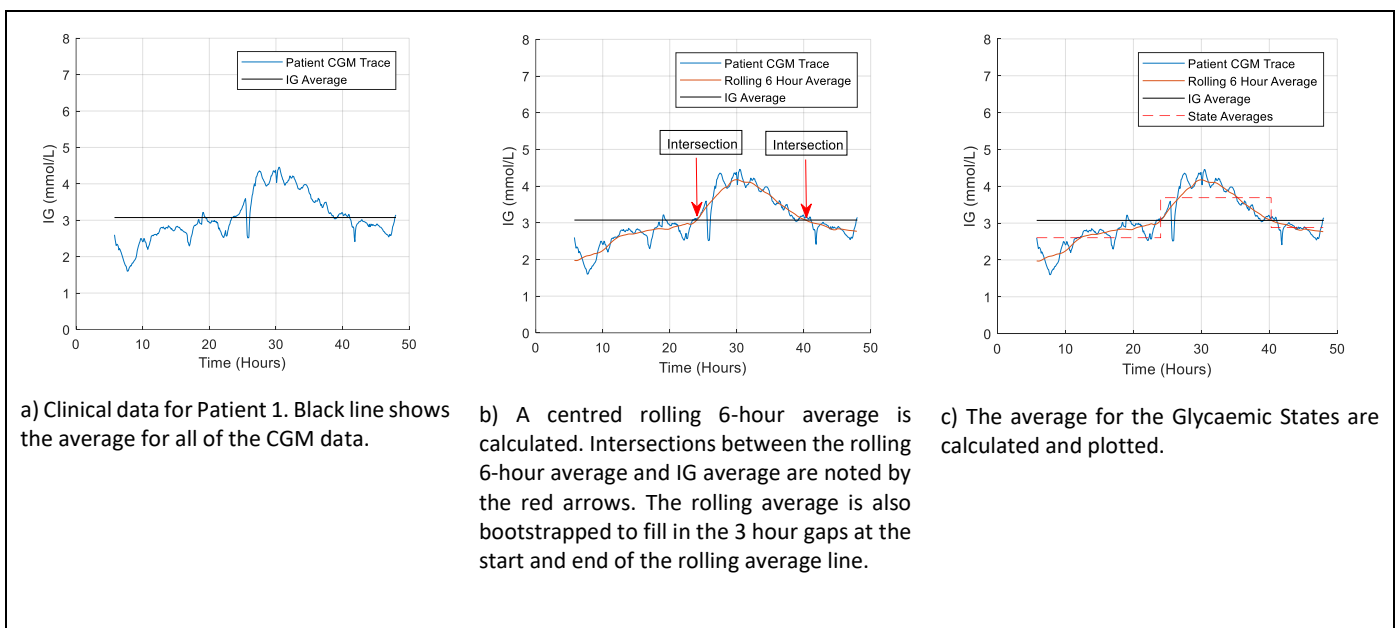 8
7
6
5
4
3
2
1
0
IG (mmol/L)
0 10 20 30 40 50
Time (Hours)
Patient CGM Trace
IG Average
a) Clinical data for Patient 1. Black line shows
the average for all of the CGM data.
8
7
6
5
4
3
2
1
0
IG (mmol/L)
0 10 20 30 40 50
Time (Hours)
Patient CGM Trace
Rolling 6 Hour Average
IG Average
Intersection
Intersection
b) A centred rolling 6-hour average is
calculated. Intersections between the rolling
6-hour average and IG average are noted by
the red arrows. The rolling average is also
bootstrapped to fill in the 3 hour gaps at the
start and end of the rolling average line.
8
7
6
5
4
3
2
1
0
IG (mmol/L)
0 10 20 30 40 50
Time (Hours)
Patient CGM Trace
Rolling 6 Hour Average
IG Average
State Averages
c) The average for the Glycaemic States are
calculated and plotted.